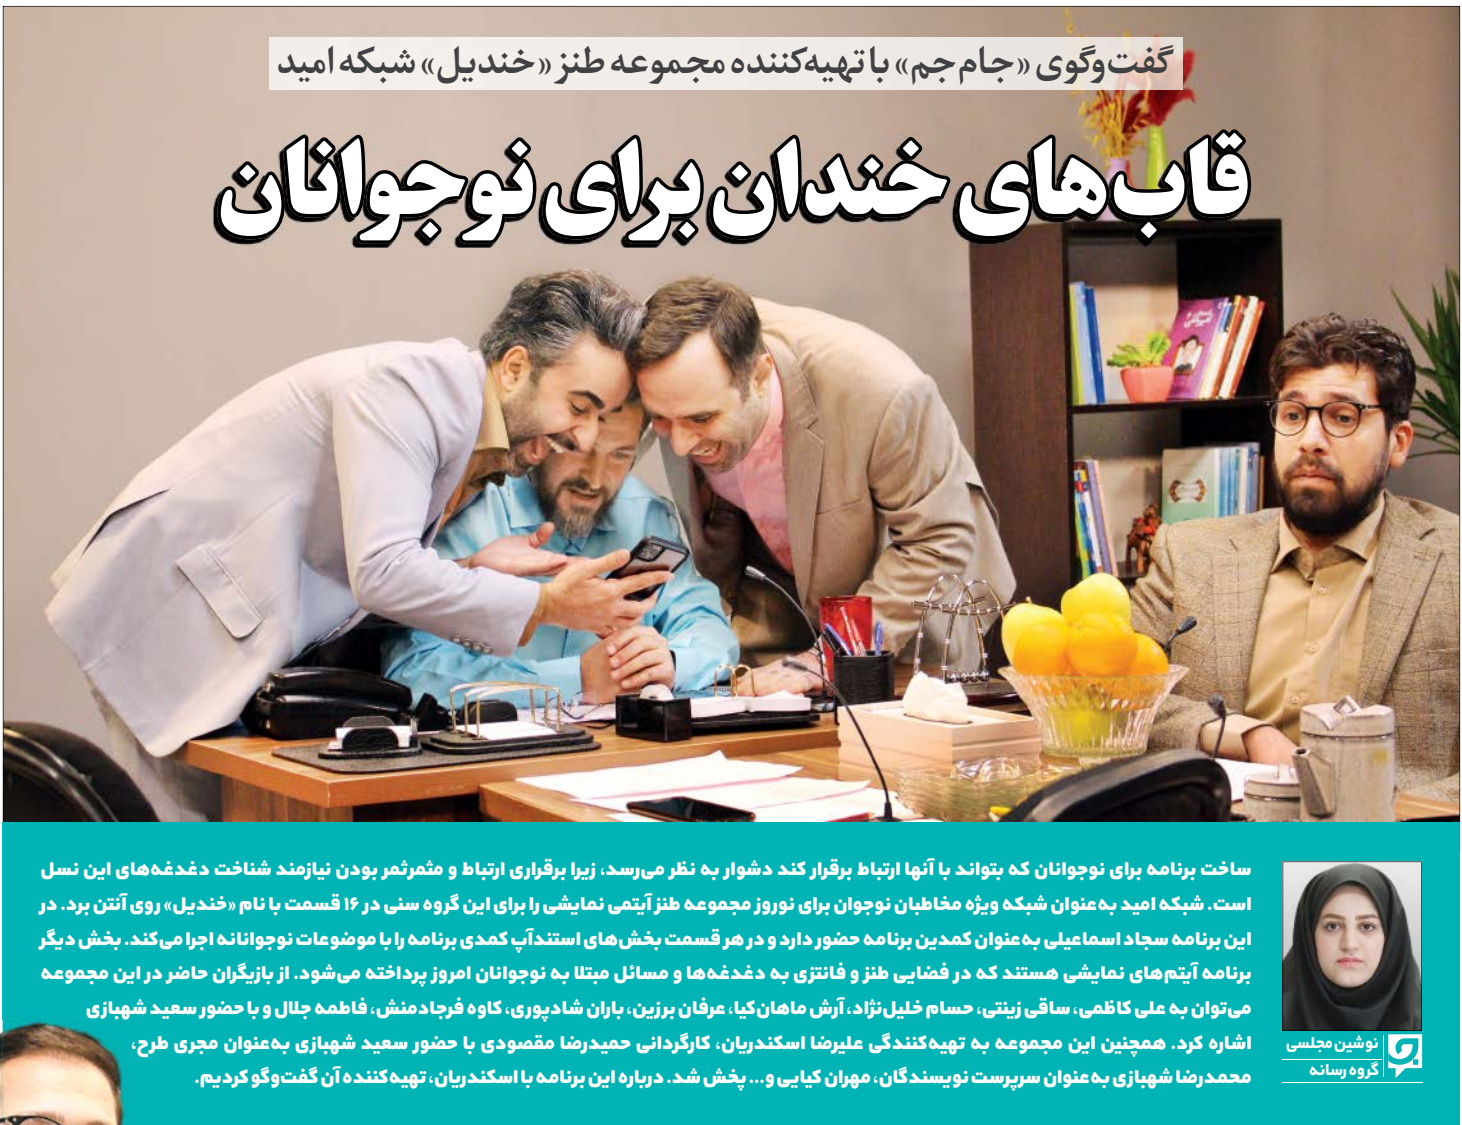 گفت‌وگوی «جام‌جم» با تهیه‌کننده مجموعه طنز «خندیل» شبکه امید
قاب‌های خندان برای نوجوانان
ساخت برنامه برای نوجوانان که بتواند با آنها ارتباط برقرار کند دشوار به نظر می‌رسد، زیرا برقراری ارتباط و مثمرثمر بودن نیازمند شناخت دغدغه‌های این نسل
است. شبکه امید به‌عنوان شبکه ویژه مخاطبان نوجوان برای نوروز مجموعه طنز آیتمی نمایشی را برای این گروه سنی در ۱۶ قسمت با نام «خندیل» روی آنتن برد. در
این برنامه سجاد اسماعیلی به‌عنوان کمدین برنامه حضور دارد و در هر قسمت بخش‌های استندآپ کمدی برنامه را با موضوعات نوجوانانه اجرا می‌کند. بخش دیگر
برنامه آیتم‌های نمایشی هستند که در فضایی طنز و فانتزی به دغدغه‌ها و مسائل مبتلا به نوجوانان امروز پرداخته می‌شود. از بازیگران حاضر در این مجموعه
می‌توان به علی کاظمی، ساقی زینتی، حسام خلیل‌نژاد، آرش ماهان‌کیا، عرفان برزین، باران شادپوری، کاوه فرجادمنش، فاطمه جلال و با حضور سعید شهبازی
اشاره کرد. همچنین این مجموعه به تهیه‌کنندگی علیرضا اسکندریان، کارگردانی حمیدرضا مقصودی با حضور سعید شهبازی به‌عنوان مجری طرح،
محمدرضا شهبازی به‌عنوان سرپرست نویسندگان، مهران کیایی و... پخش شد. درباره این برنامه با اسکندریان، تهیه‌کننده آن گفت‌وگو کردیم.
نوشین مجلسی
گروه رسانه